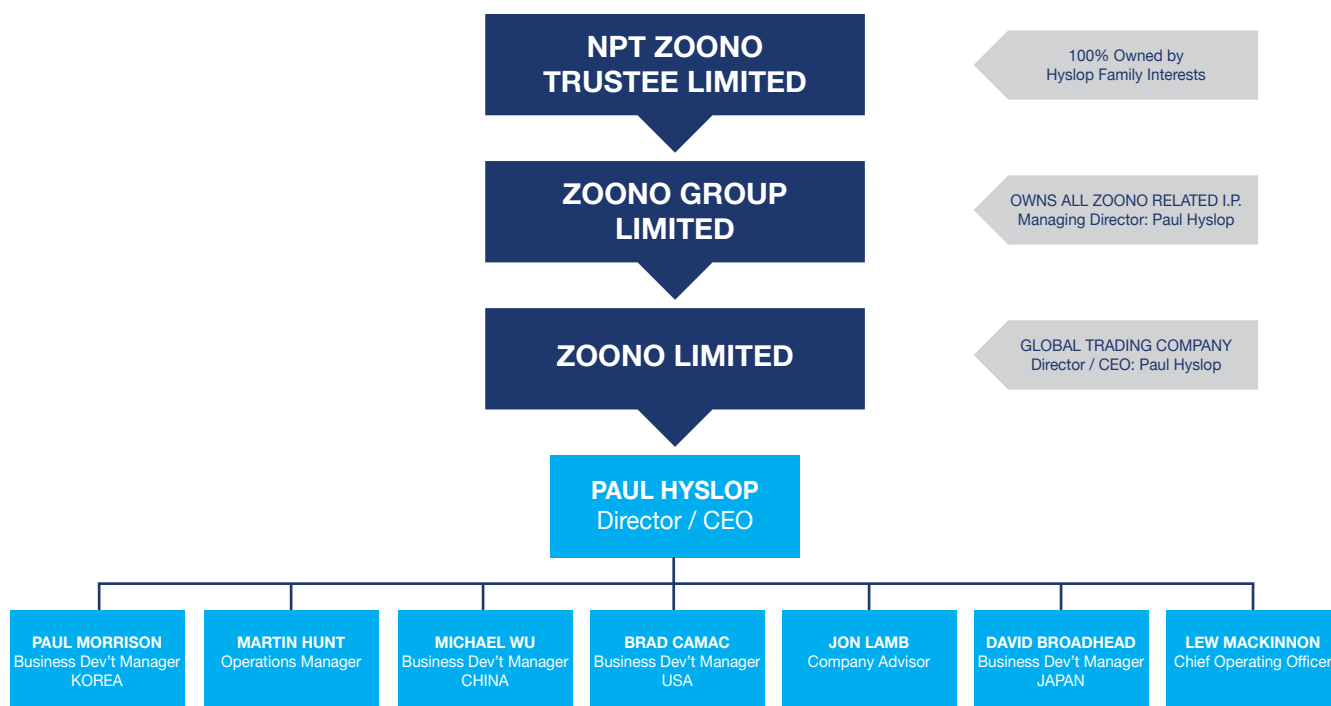 NPT ZOONO
TRUSTEE LIMITED
100% Owned by
Hyslop Family Interests
ZOONO GROUP
LIMITED
OWNS ALL ZOONO RELATED I.P.
Managing Director: Paul Hyslop
ZOONO LIMITED
GLOBAL TRADING COMPANY
Director / CEO: Paul Hyslop
PAUL HYSLOP
Director / CEO
PAUL MORRISON
Business Dev’t Manager
KOREA
MARTIN HUNT
Operations Manager
MICHAEL WU
Business Dev’t Manager
CHINA
BRAD CAMAC
Business Dev’t Manager
USA
JON LAMB
Company Advisor
DAVID BROADHEAD
Business Dev’t Manager
JAPAN
LEW MACKINNON
Chief Operating Officer